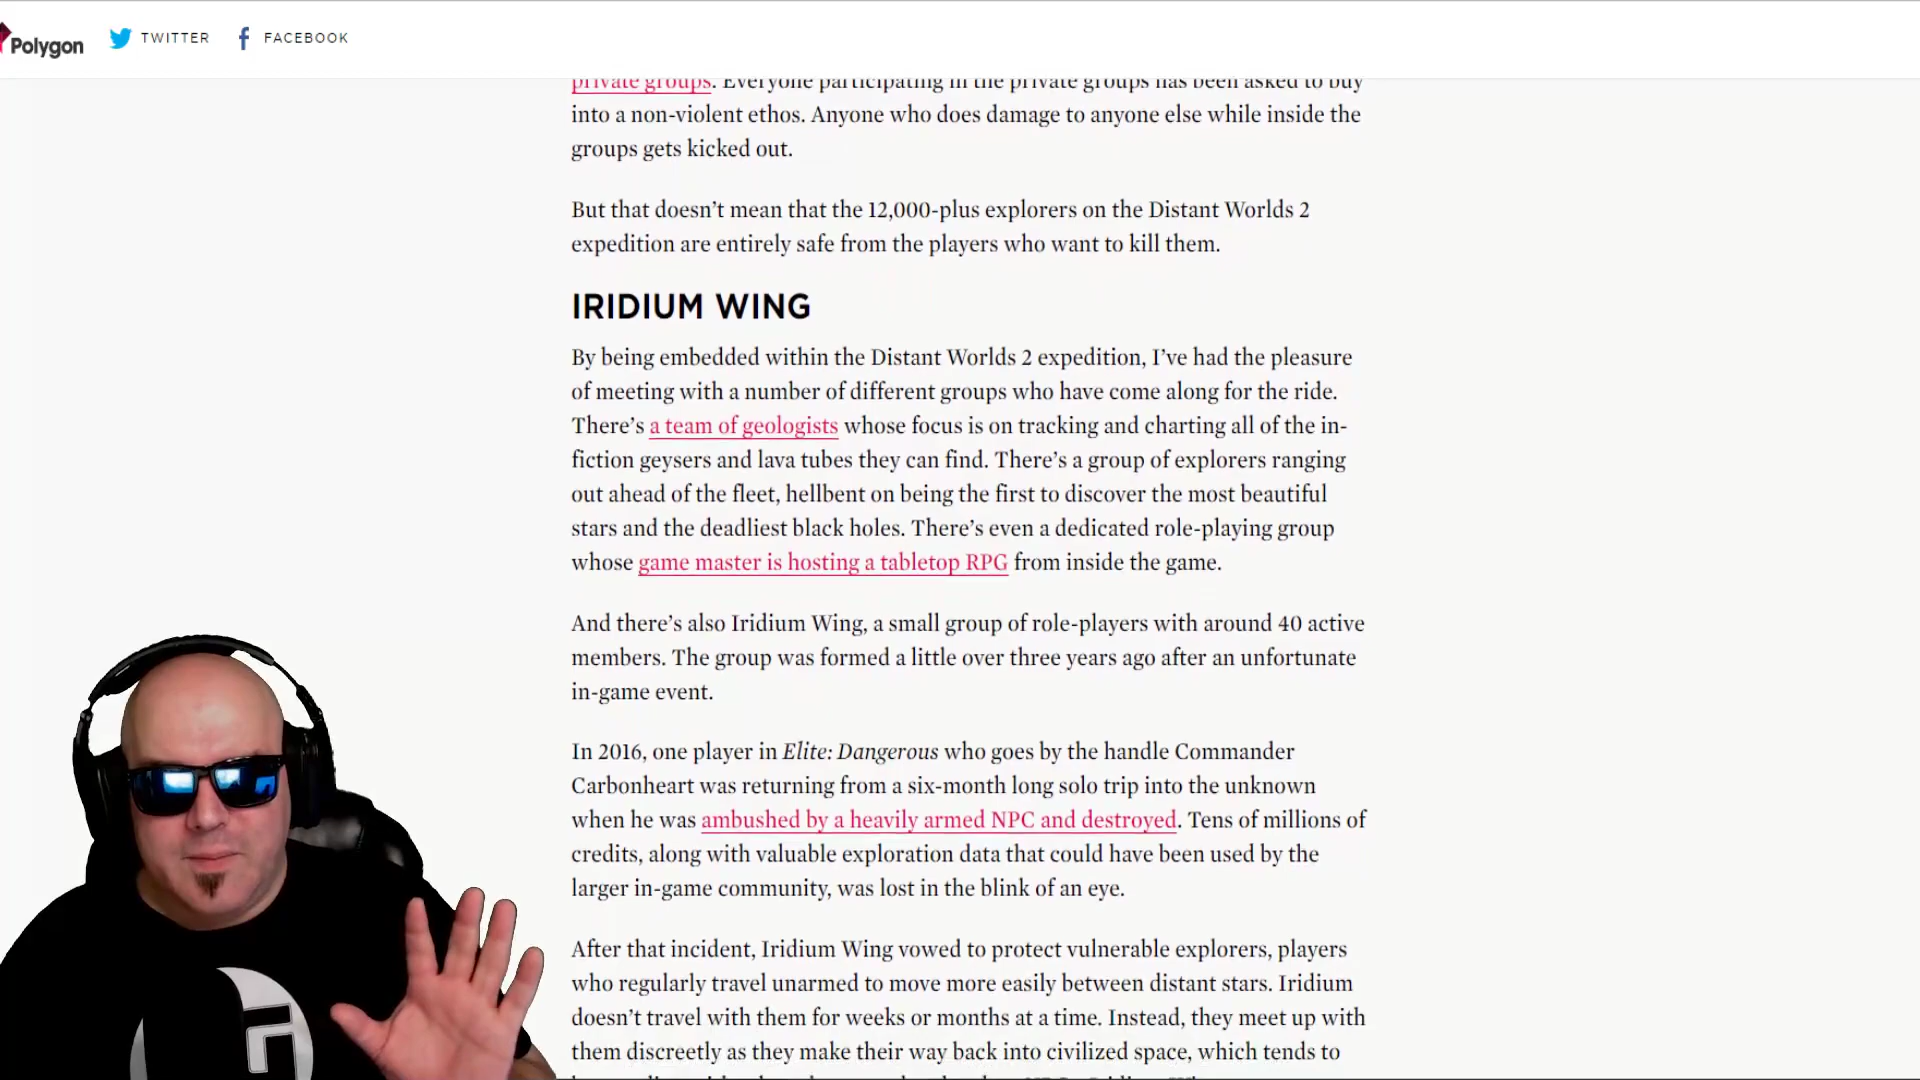 Polygon
TWITTER
FACEBOOK
private groups. Everyone participating in the private groups has been asked to buy
into a non-violent ethos. Anyone who does damage to anyone else while inside the
groups gets kicked out.
But that doesn’t mean that the 12,000-plus explorers on the Distant Worlds 2
expedition are entirely safe from the players who want to kill them.
IRIDIUM WING
By being embedded within the Distant Worlds 2 expedition, I’ve had the pleasure
of meeting with a number of different groups who have come along for the ride.
There’s a team of geologists whose focus is on tracking and charting all of the in-
fiction geysers and lava tubes they can find. There’s a group of explorers ranging
out ahead of the fleet, hellbent on being the first to discover the most beautiful
stars and the deadliest black holes. There’s even a dedicated role-playing group
whose game master is hosting a tabletop RPG from inside the game.
And there’s also Iridium Wing, a small group of role-players with around 40 active
members. The group was formed a little over three years ago after an unfortunate
in-game event.
In 2016, one player in Elite: Dangerous who goes by the handle Commander
Carbonheart was returning from a six-month long solo trip into the unknown
when he was ambushed by a heavily armed NPC and destroyed. Tens of millions of
credits, along with valuable exploration data that could have been used by the
larger in-game community, was lost in the blink of an eye.
After that incident, Iridium Wing vowed to protect vulnerable explorers, players
who regularly travel unarmed to move more easily between distant stars. Iridium
doesn’t travel with them for weeks or months at a time. Instead, they meet up with
them discreetly as they make their way back into civilized space, which tends to